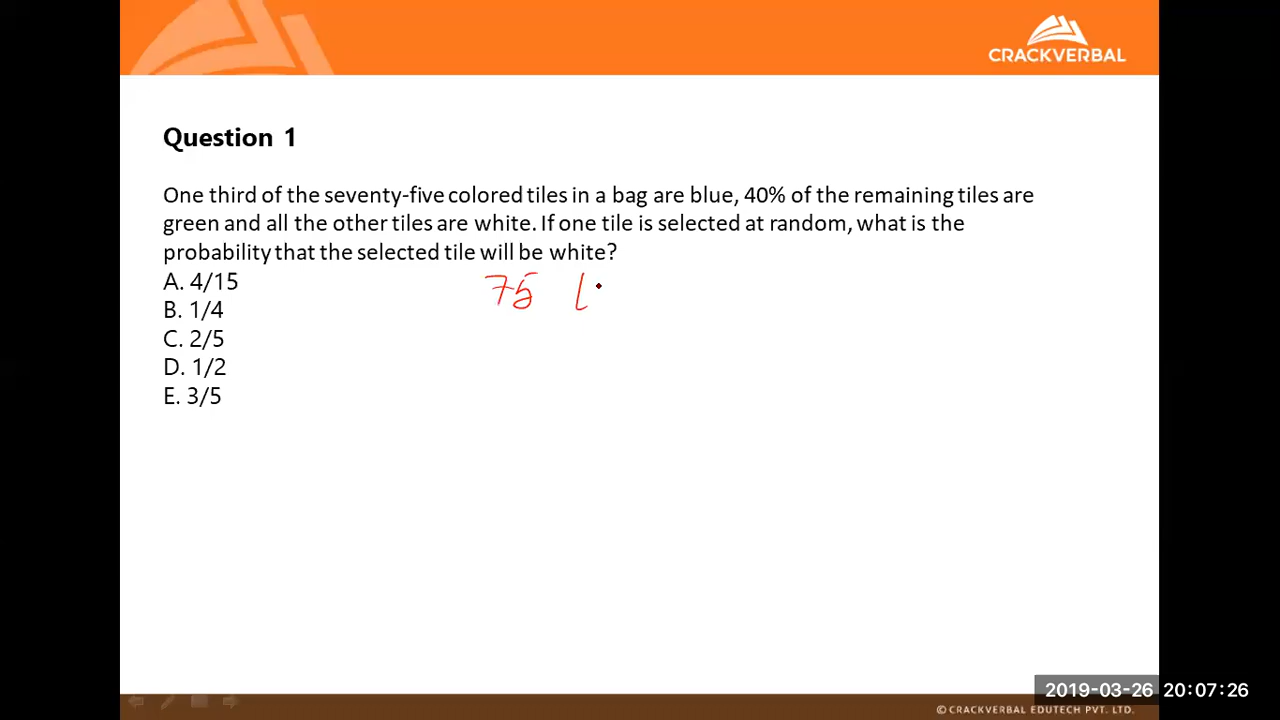 CRACKVERBAL
Question 1
One third of the seventy-five colored tiles in a bag are blue, 40% of the remaining tiles are
green and all the other tiles are white. If one tile is selected at random, what is the
probability that the selected tile will be white?
A. 4/15
75
B. 1/4
C. 2/5
D. 1/2
E. 3/5
2019-03-26 20:07:26
© CRACKVERBAL EDUTECH PVT. LTD.